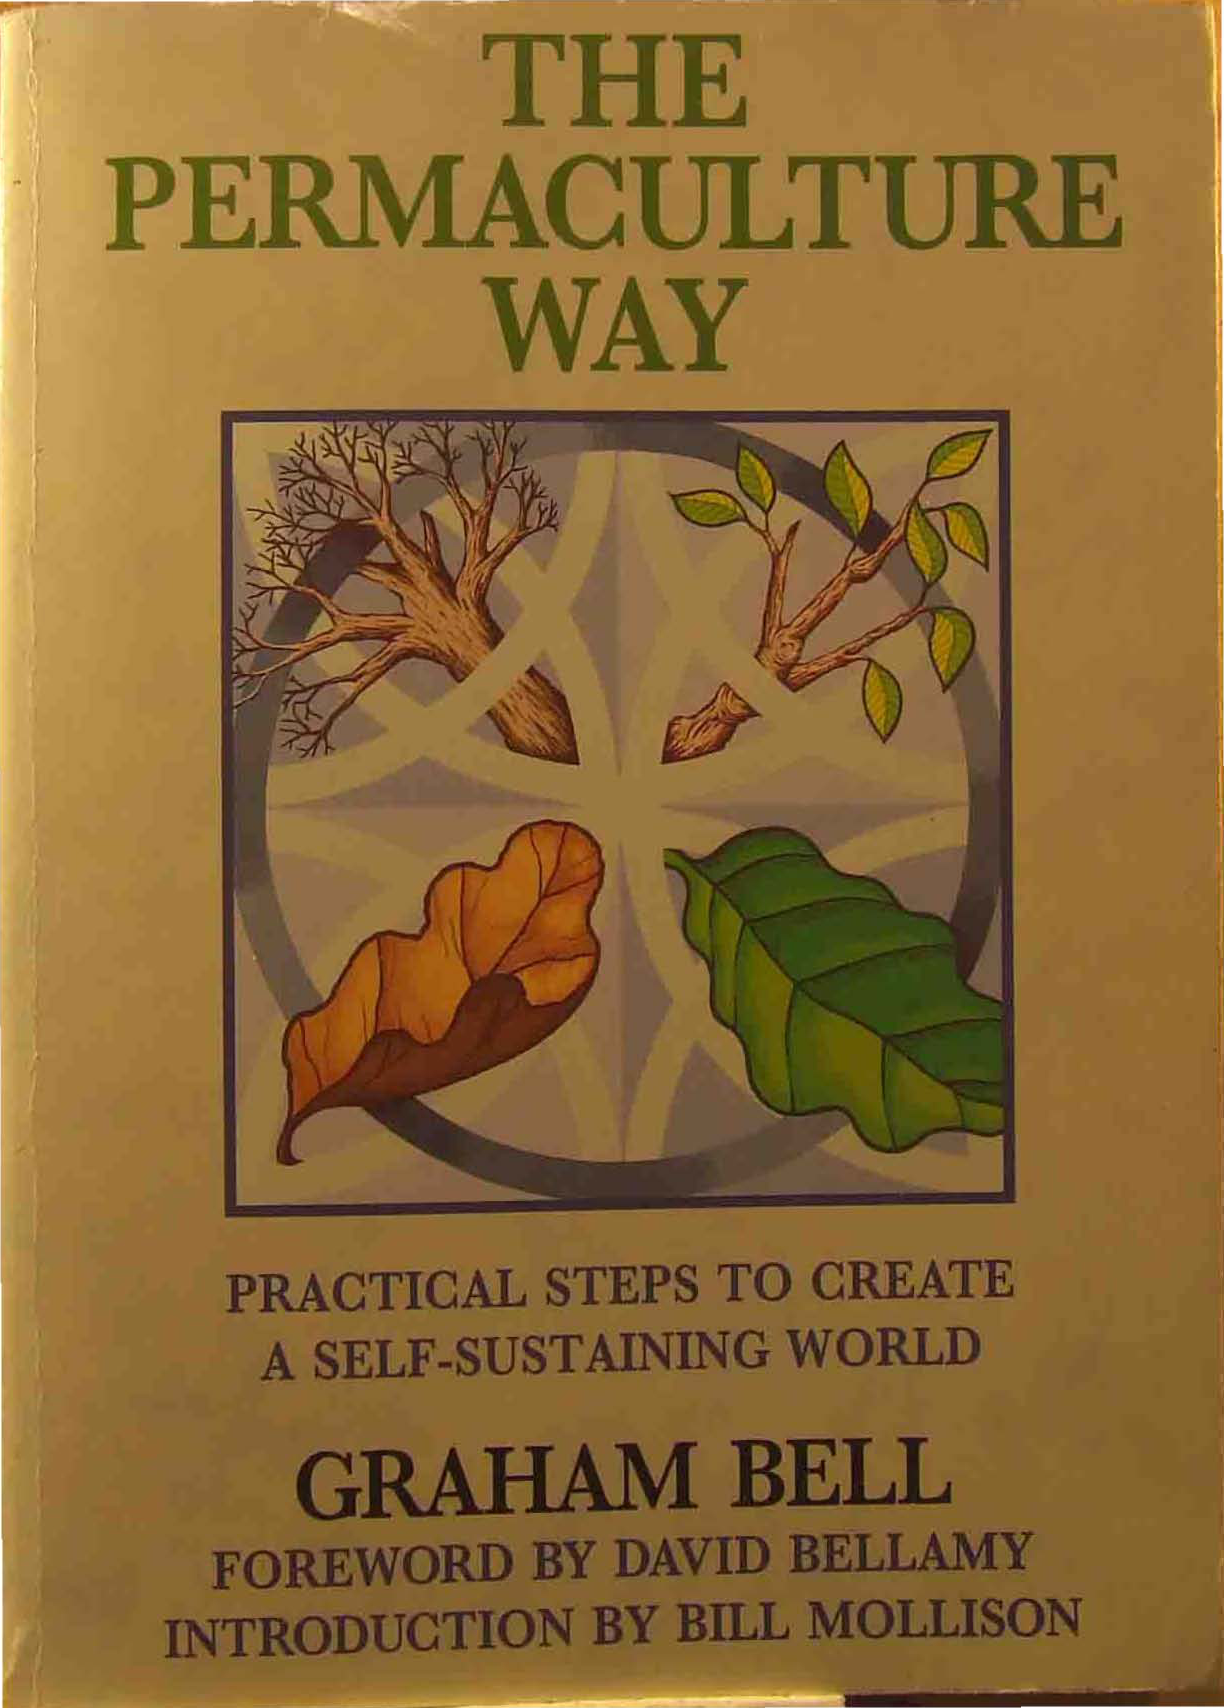 THE
PERMACULTURE
WAY
PRACTICAL STEPS TO CREATE
A SELF-SUSTAINING WORLD
GRAHAM BELL
FOREWORD BY DAVID BELLAMY
INTRODUCTION BY BILL MOLLISON